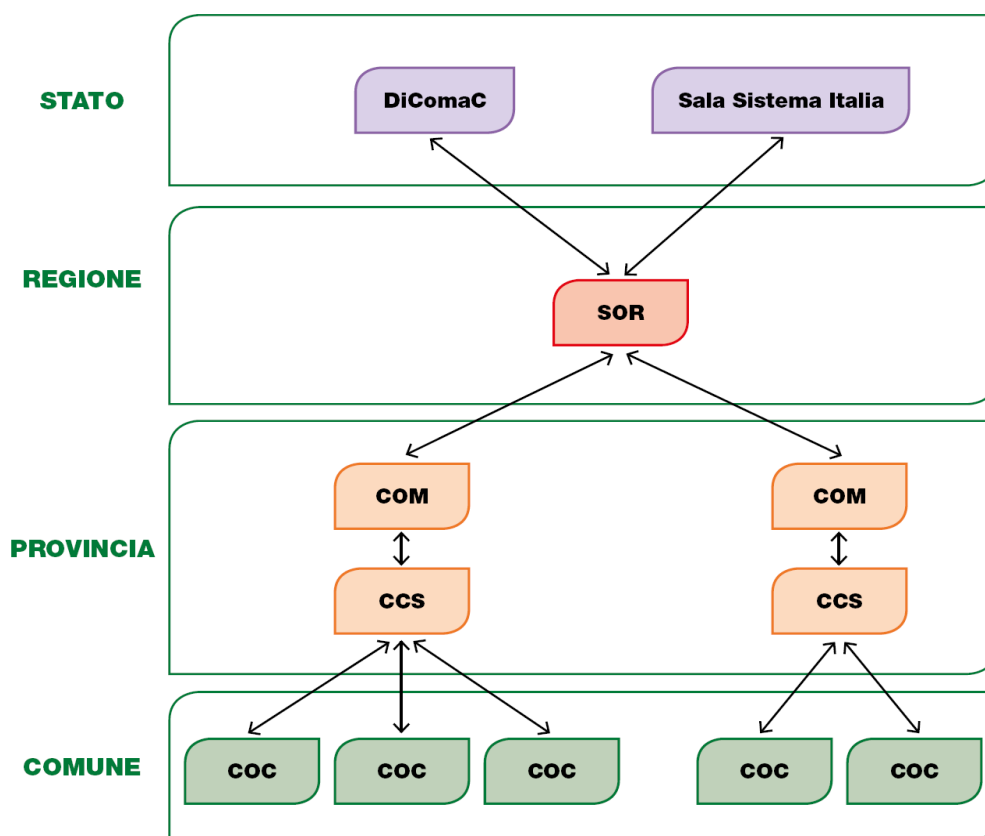 STATO
DiComaC
Sala Sistema Italia
REGIONE
SOR
PROVINCIA
COM
COM
CCS
CCS
COMUNE
COC
COC
COC
COC
COC